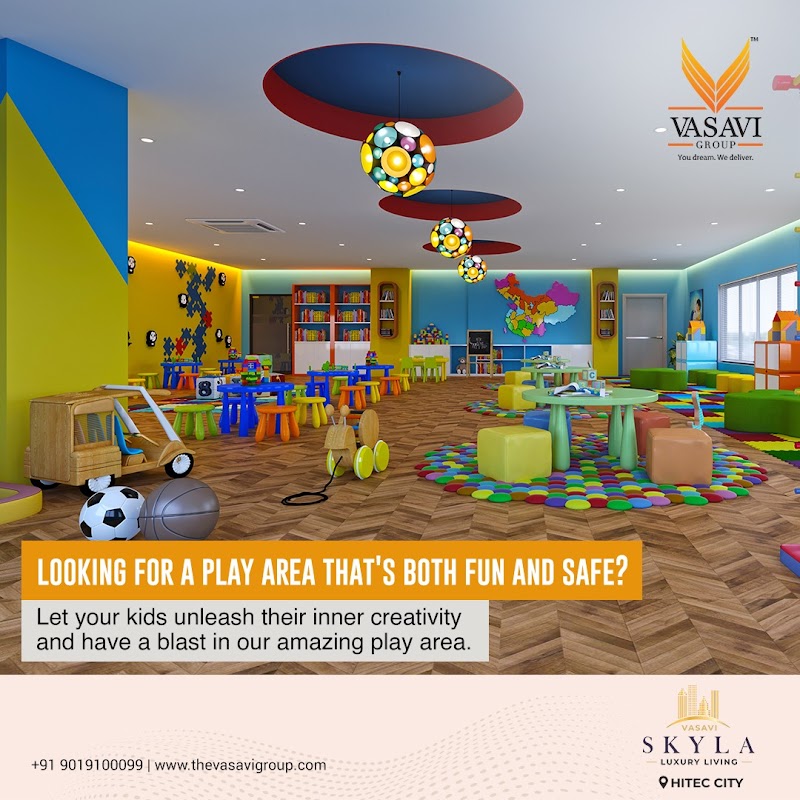 VASAVI
GROUP
You dream. We deliver.
TM
LOOKING FOR A PLAY AREA THAT'S BOTH FUN AND SAFE?
Let your kids unleash their inner creativity
and have a blast in our amazing play area.
VASAVI
SKYLA
LUXURY LIVING
HITEC CITY
+91 9019100099 | www.thevasavigroup.com